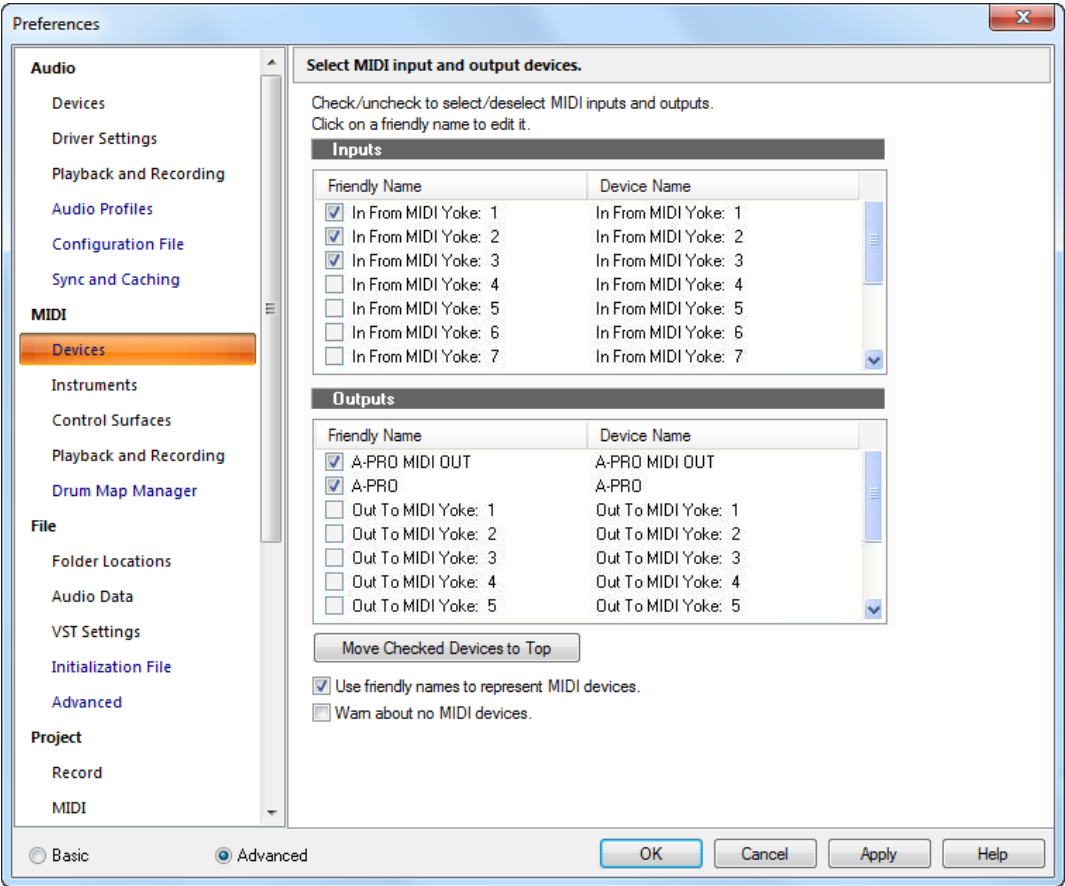 Preferences
Audio
Devices
Driver Settings
Playback and Recording
Audio Profiles
Configuration File
Sync and Caching
MIDI
Devices
Instruments
Control Surfaces
Playback and Recording
Drum Map Manager
File
Folder Locations
Audio Data
VST Settings
Initialization File
Advanced
Project
Record
MIDI
Select MIDI input and output devices.
Check/uncheck to select/deselect MIDI inputs and outputs.
Click on a friendly name to edit it.
Inputs
Friendly Name Device Name
In From MIDI Yoke: 1 In From MIDI Yoke: 1
In From MIDI Yoke: 2 In From MIDI Yoke: 2
In From MIDI Yoke: 3 In From MIDI Yoke: 3
In From MIDI Yoke: 4 In From MIDI Yoke: 4
In From MIDI Yoke: 5 In From MIDI Yoke: 5
In From MIDI Yoke: 6 In From MIDI Yoke: 6
In From MIDI Yoke: 7 In From MIDI Yoke: 7
Outputs
Friendly Name Device Name
A-PRO MIDI OUT A-PRO MIDI OUT
A-PRO A-PRO
Out To MIDI Yoke: 1 Out To MIDI Yoke: 1
Out To MIDI Yoke: 2 Out To MIDI Yoke: 2
Out To MIDI Yoke: 3 Out To MIDI Yoke: 3
Out To MIDI Yoke: 4 Out To MIDI Yoke: 4
Out To MIDI Yoke: 5 Out To MIDI Yoke: 5
Move Checked Devices to Top
Use friendly names to represent MIDI devices.
Warn about no MIDI devices.
Basic Advanced OK Cancel Apply Help